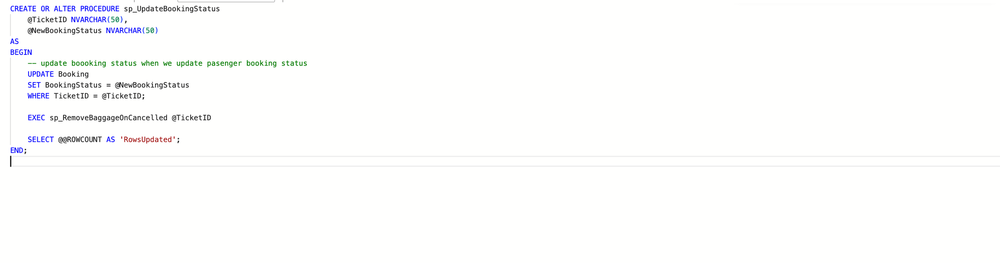 CREATE OR ALTER PROCEDURE sp_UpdateBookingStatus
    @TicketID NVARCHAR(50),
    @NewBookingStatus NVARCHAR(50)
AS
BEGIN
    -- update boooking status when we update pasenger booking status
    UPDATE Booking
    SET BookingStatus = @NewBookingStatus
    WHERE TicketID = @TicketID;

    EXEC sp_RemoveBaggageOnCancelled @TicketID

    SELECT @@ROWCOUNT AS 'RowsUpdated';
END;